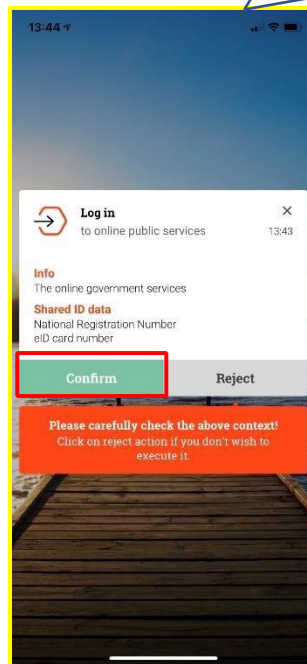 13:44
Log in
to online public services
13:43
Info
The online government services
Shared ID data
National Registration Number
eID card number
Confirm
Reject
Please carefully check the above context!
Click on reject action if you don't wish to
execute it.